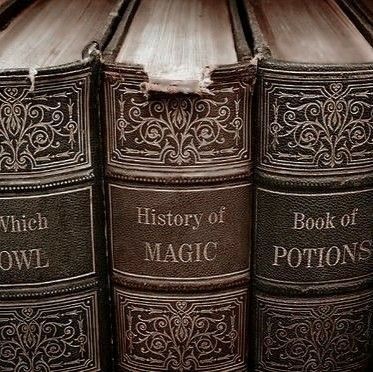 Which
OWL
History of
MAGIC
Book of
POTIONS